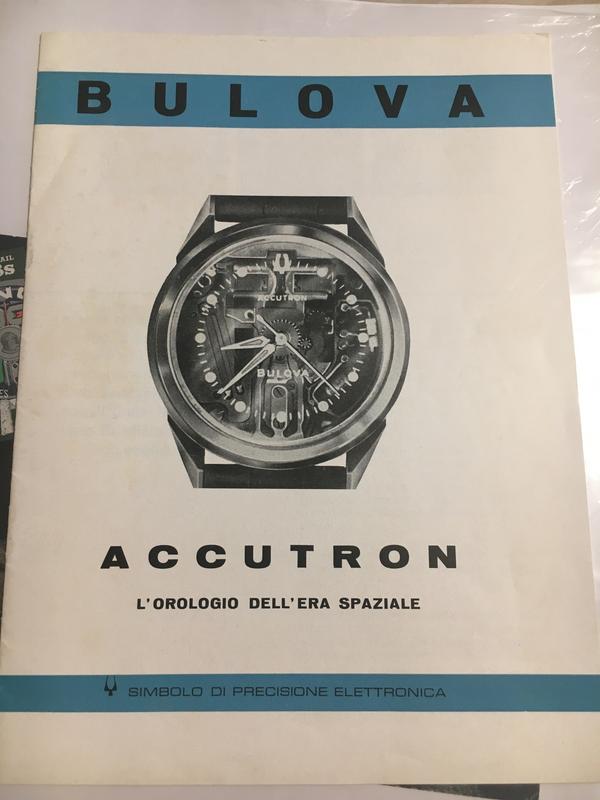 BULOVA
ACCUTRON
BULOVA
ACCUTRON
L'OROLOGIO DELL'ERA SPAZIALE
SIMBOLO DI PRECISIONE ELETTRONICA